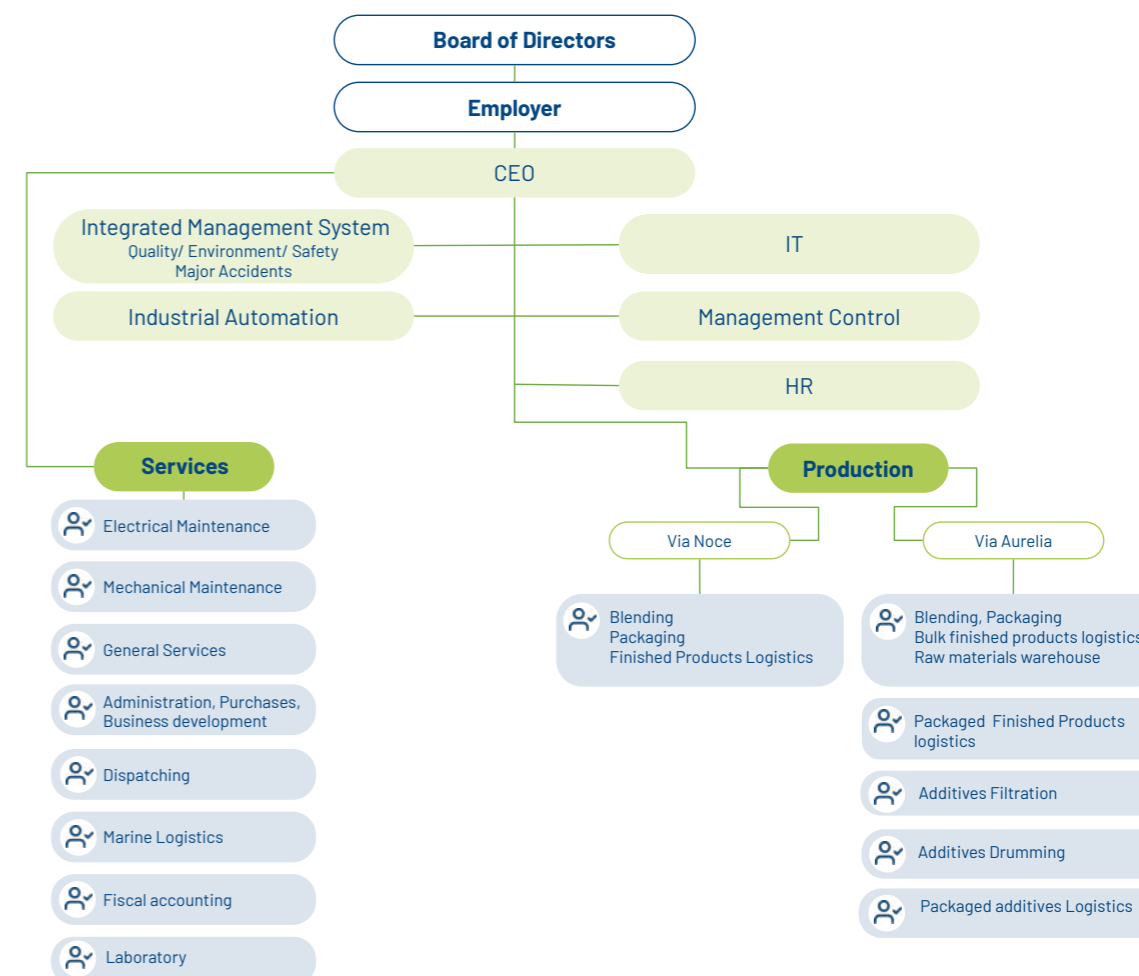 Board of Directors
Employer
CEO
Integrated Management System
Quality/ Environment/ Safety
Major Accidents
IT
Industrial Automation
Management Control
HR
Services
Electrical Maintenance
Mechanical Maintenance
General Services
Administration, Purchases,
Business development
Dispatching
Marine Logistics
Fiscal accounting
Laboratory
Production
Via Noce
Blending
Packaging
Finished Products Logistics
Via Aurelia
Blending, Packaging
Bulk finished products logistics
Raw materials warehouse
Packaged Finished Products
logistics
Additives Filtration
Additives Drumming
Packaged additives Logistics